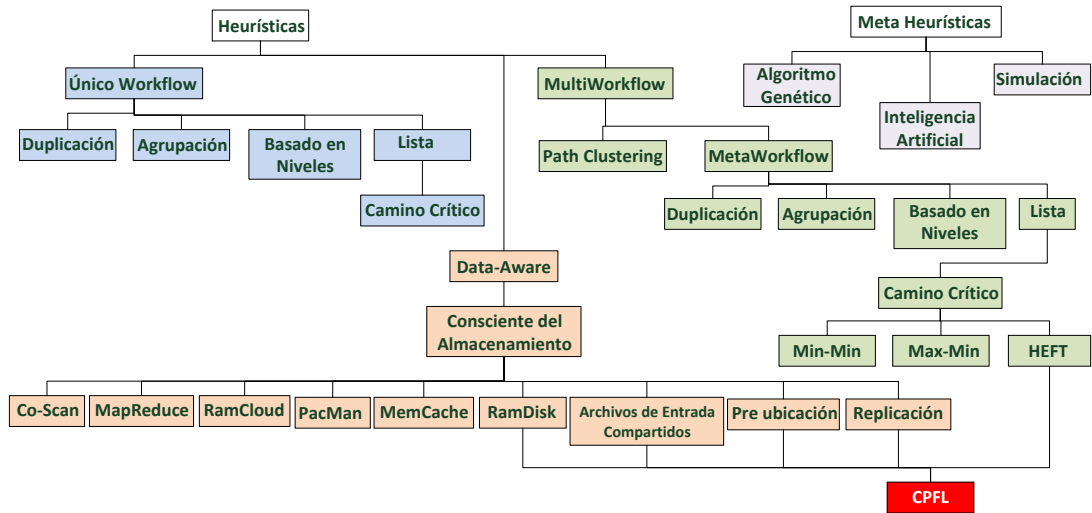 Heurísticas
Meta Heurísticas
Único Workflow
MultiWorkflow
Algoritmo
Genético
Simulación
Inteligencia
Artificial
Duplicación
Agrupación
Basado en
Niveles
Lista
Path Clustering
MetaWorkflow
Camino Crítico
Duplicación
Agrupación
Basado en
Niveles
Lista
Data-Aware
Camino Crítico
Consciente del
Almacenamiento
Min-Min
Max-Min
HEFT
Co-Scan
MapReduce
RamCloud
PacMan
MemCache
RamDisk
Archivos de Entrada
Compartidos
Pre ubicación
Replicación
CPFL